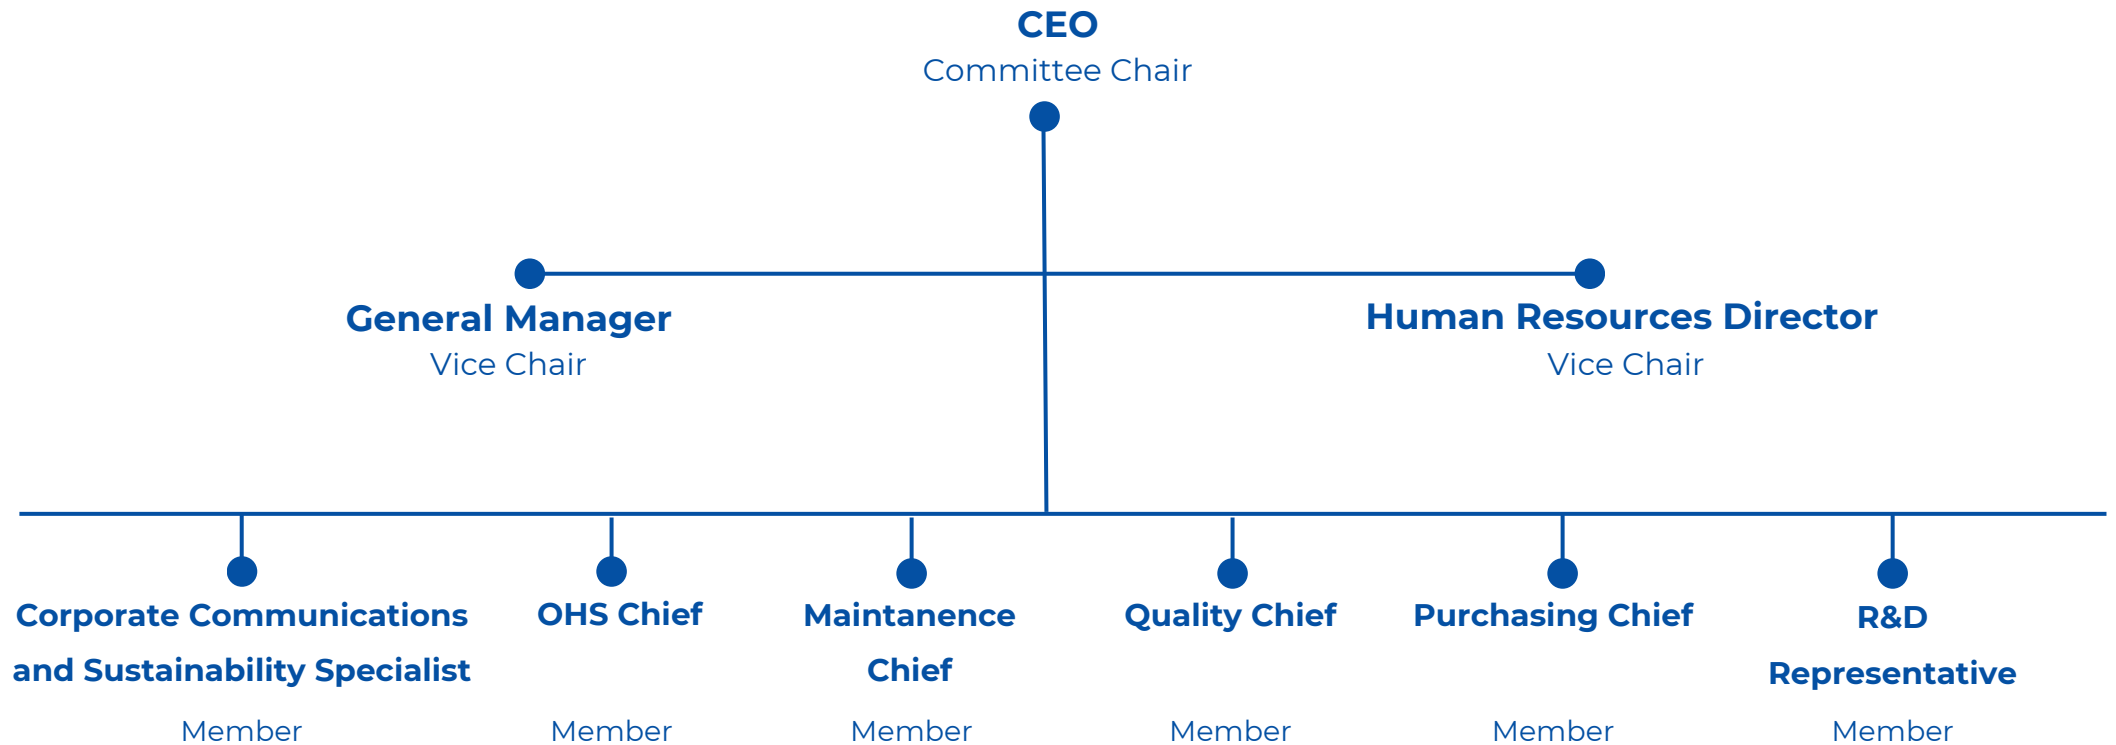 CEO
Committee Chair
General Manager
Vice Chair
Human Resources Director
Vice Chair
Corporate Communications
and Sustainability Specialist
Member
OHS Chief
Member
Maintanence
Chief
Member
Quality Chief
Member
Purchasing Chief
Member
R&D
Representative
Member